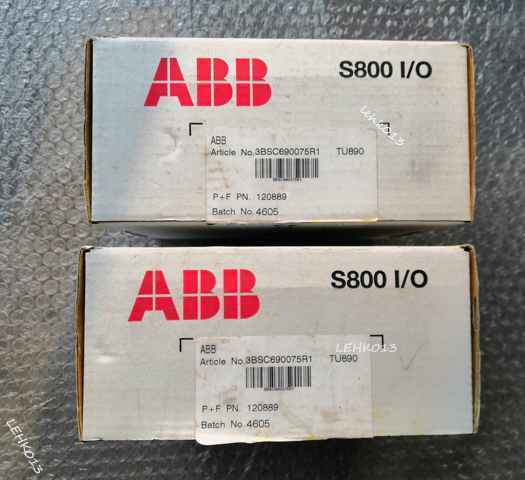 ABB
S800 I/O
Lehk013
ABB
Article No. 3BSC690075R1 TU890
P+F PN. 120889
Batch No. 4605
ABB
S800 I/O
LEHK013
ABB
Article No. 3BSC690075R1 TU890
P+F PN. 120889
Batch No. 4605
LEHK013